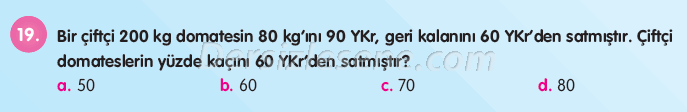 19. Bir çiftçi 200 kg domatesin 80 kg'ını 90 YKr, geri kalanını 60 YKr'den satmıştır. Çiftçi
domateslerin yüzde kaçını 60 YKr'den satmıştır?
a. 50 b. 60 c. 70 d. 80